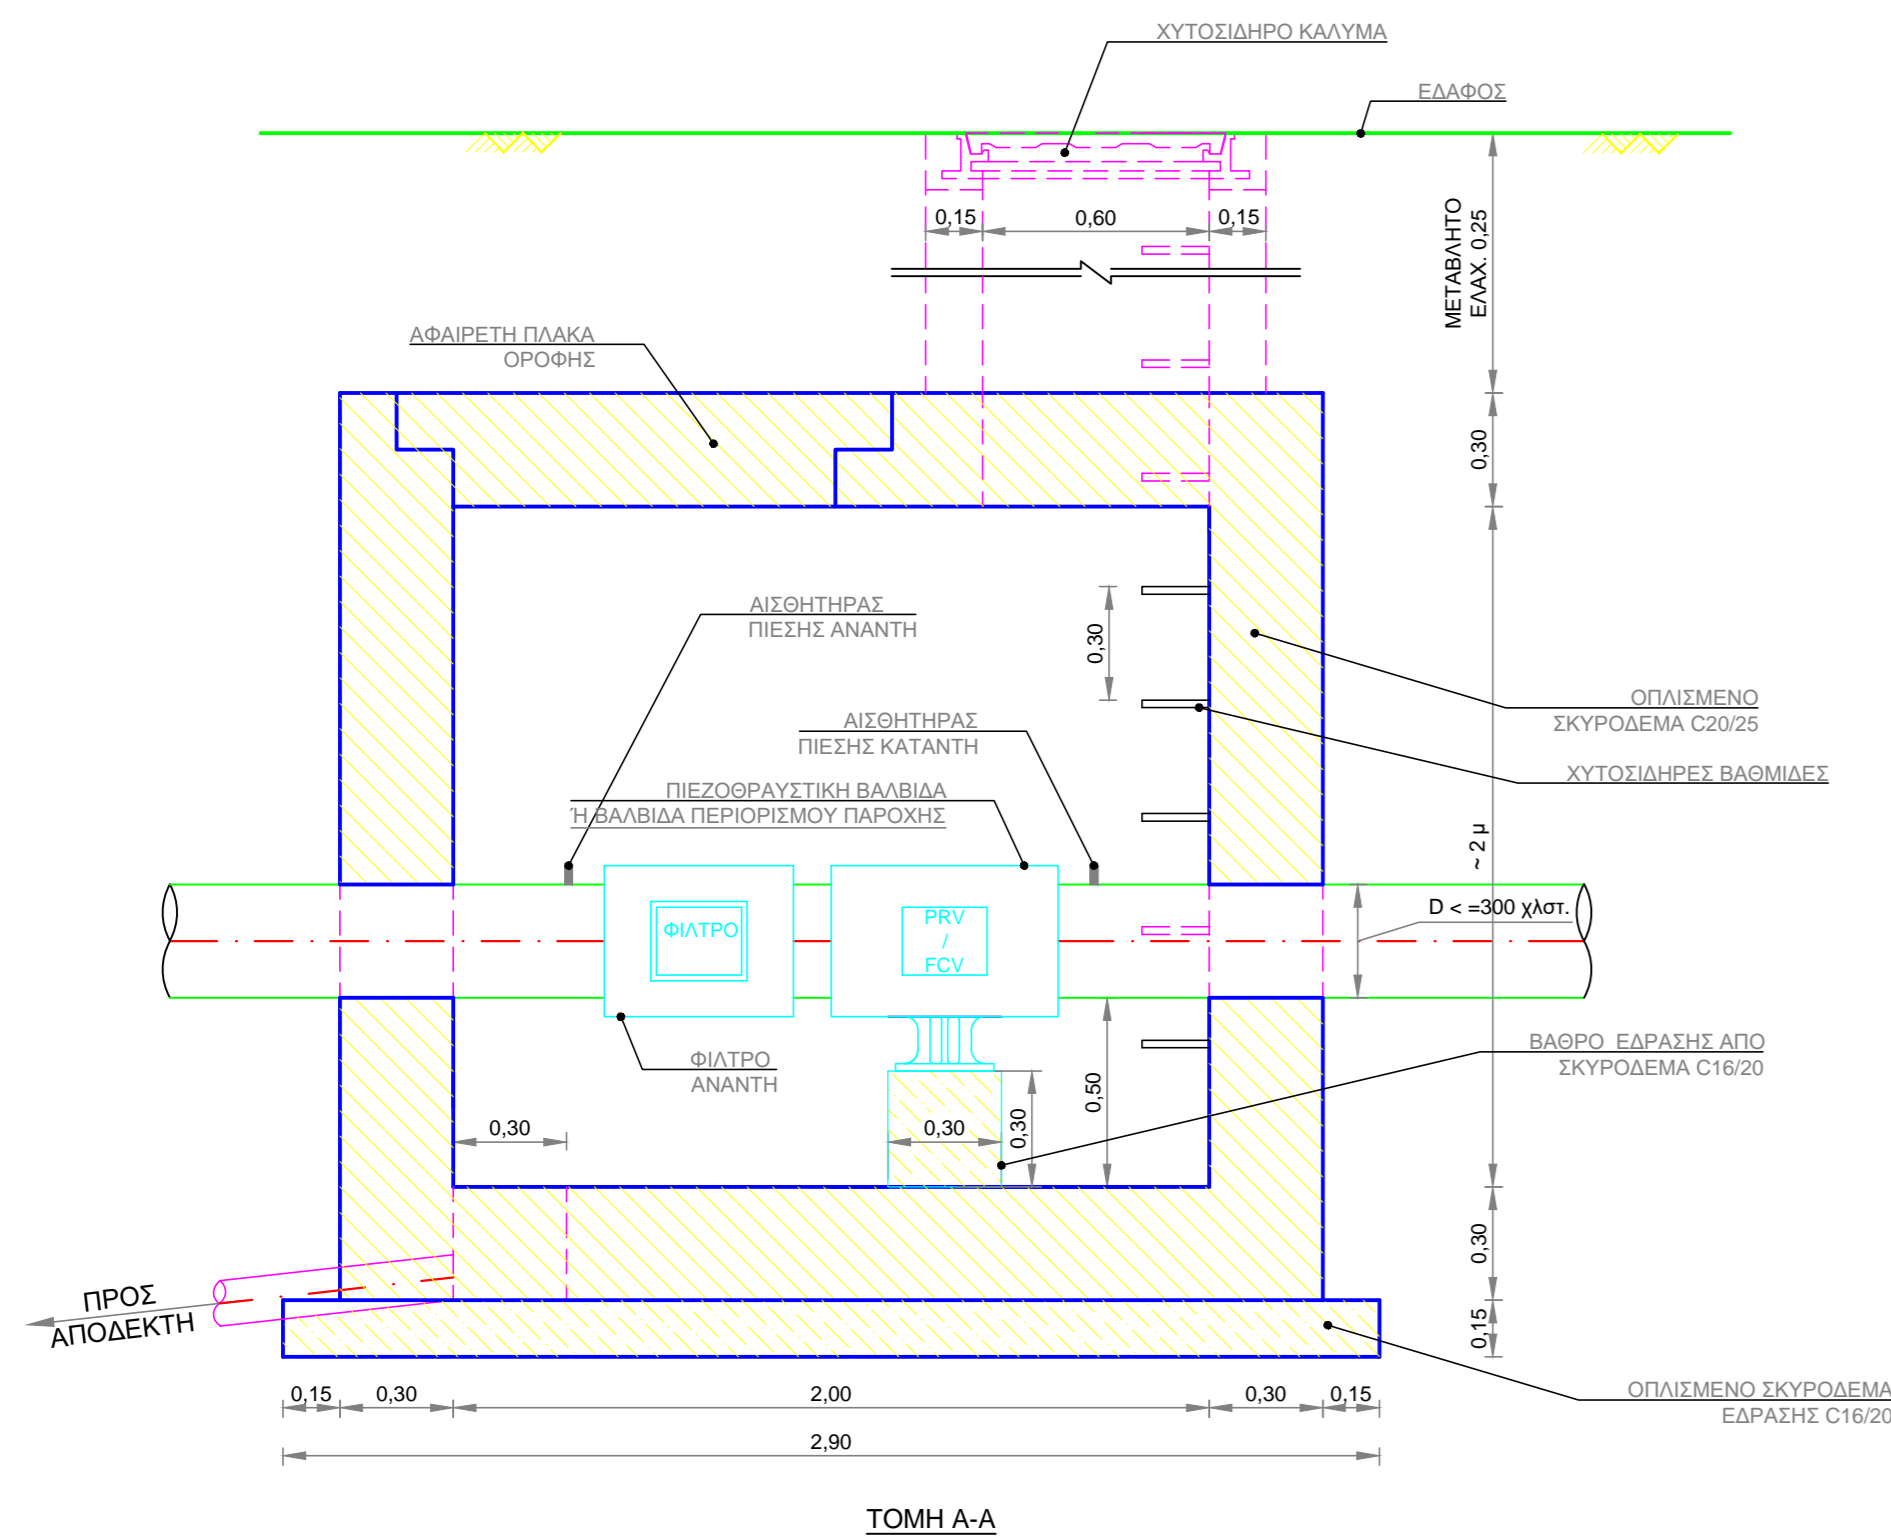 ΧΥΤΟΣΙΔΗΡΟ ΚΑΛΥΜΑ
ΕΔΑΦΟΣ
0,15
0,60
0,15
ΜΕΤΑΒΛΗΤΟ
ΕΛΑΧ. 0,25
ΑΦΑΙΡΕΤΗ ΠΛΑΚΑ
ΟΡΟΦΗΣ
0,30
ΑΙΣΘΗΤΗΡΑΣ
ΠΙΕΣΗΣ ΑΝΑΝΤΗ
0,30
ΟΠΛΙΣΜΕΝΟ
ΣΚΥΡΟΔΕΜΑ C20/25
ΑΙΣΘΗΤΗΡΑΣ
ΠΙΕΣΗΣ ΚΑΤΑΝΤΗ
ΧΥΤΟΣΙΔΗΡΕΣ ΒΑΘΜΙΔΕΣ
ΠΙΕΖΟΘΡΑΥΣΤΙΚΗ ΒΑΛΒΙΔΑ
Ή ΒΑΛΒΙΔΑ ΠΕΡΙΟΡΙΣΜΟΥ ΠΑΡΟΧΗΣ
~ 2 μ
D < =300 χλστ.
ΦΙΛΤΡΟ
PRV
/
FCV
ΦΙΛΤΡΟ
ΑΝΑΝΤΗ
ΒΑΘΡΟ ΕΔΡΑΣΗΣ ΑΠΟ
ΣΚΥΡΟΔΕΜΑ C16/20
0,50
0,30
0,30
0,30
0,30
0,15
ΠΡΟΣ
ΑΠΟΔΕΚΤΗ
ΟΠΛΙΣΜΕΝΟ ΣΚΥΡΟΔΕΜΑ
ΕΔΡΑΣΗΣ C16/20
0,15
0,30
2,00
0,30
0,15
2,90
ΤΟΜΗ Α-Α